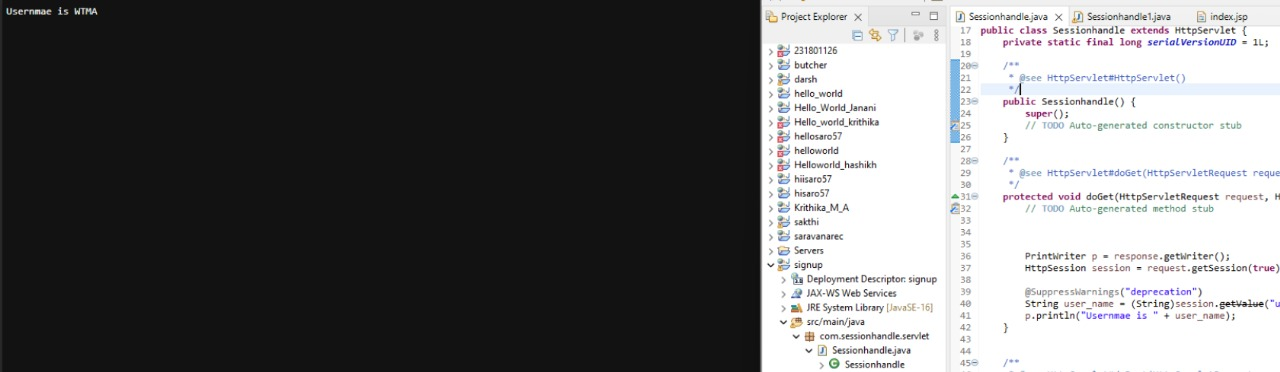 Usernmae is WTMA
Project Explorer
231801126
butcher
darsh
hello_world
Hello_World_Janani
Hello_world_krithika
hellosaro57
helloworld
Helloworld_hashikh
hiisaro57
hisaro57
Krithika_M_A
sakthi
saravanarec
Servers
signup
Deployment Descriptor: signup
JAX-WS Web Services
JRE System Library [JavaSE-16]
src/main/java
com.sessionhandle.servlet
Sessionhandle.java
Sessionhandle
Sessionhandle.java
Sessionhandle1.java
index.jsp
17 public class Sessionhandle extends HttpServlet {
18 private static final long serialVersionUID = 1L;
19
20 /**
21 * @see HttpServlet#HttpServlet()
22 */
23 public Sessionhandle() {
24 super();
25 // TODO Auto-generated constructor stub
26 }
27
28 /**
29 * @see HttpServlet#doGet(HttpServletRequest reque
30 */
31 protected void doGet(HttpServletRequest request, H
32 // TODO Auto-generated method stub
33
34
35
36 PrintWriter p = response.getWriter();
37 HttpSession session = request.getSession(true)
38
39 @SuppressWarnings("deprecation")
40 String user_name = (String)session.getValue("u
41 p.println("Usernmae is " + user_name);
42 }
43
44
45 /**